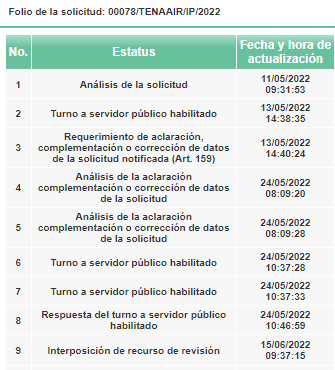 Folio de la solicitud: 00078/TENAAIR/IP/2022
No. Estatus Fecha y hora de
actualización
1 Análisis de la solicitud 11/05/2022
09:31:53
2 Turno a servidor público habilitado 13/05/2022
14:38:35
3 Requerimiento de aclaración,
complementación o corrección de datos
de la solicitud notificada (Art. 159) 13/05/2022
14:40:24
4 Análisis de la aclaración
complementación o corrección de datos
de la solicitud 24/05/2022
08:09:20
5 Análisis de la aclaración
complementación o corrección de datos
de la solicitud 24/05/2022
08:09:28
6 Turno a servidor público habilitado 24/05/2022
10:37:28
7 Turno a servidor público habilitado 24/05/2022
10:37:33
8 Respuesta del turno a servidor público
habilitado 24/05/2022
10:46:59
9 Interposición de recurso de revisión 15/06/2022
09:37:15